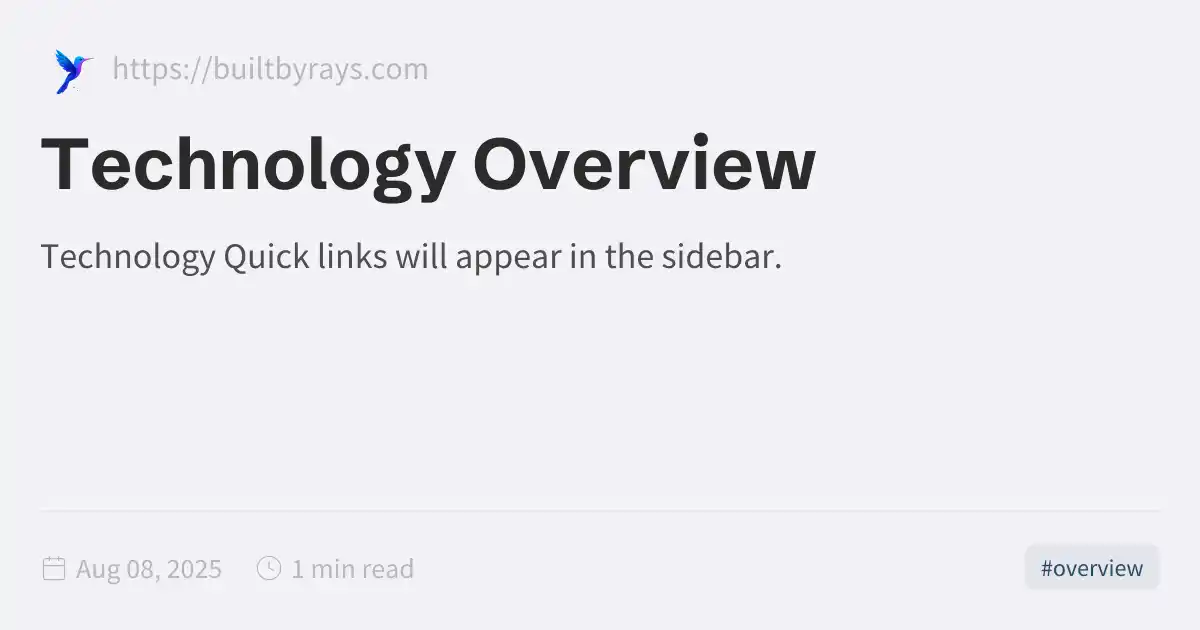 https://builtbyrays.com
Technology Overview
Technology Quick links will appear in the sidebar.
Aug 08, 2025 1 min read #overview